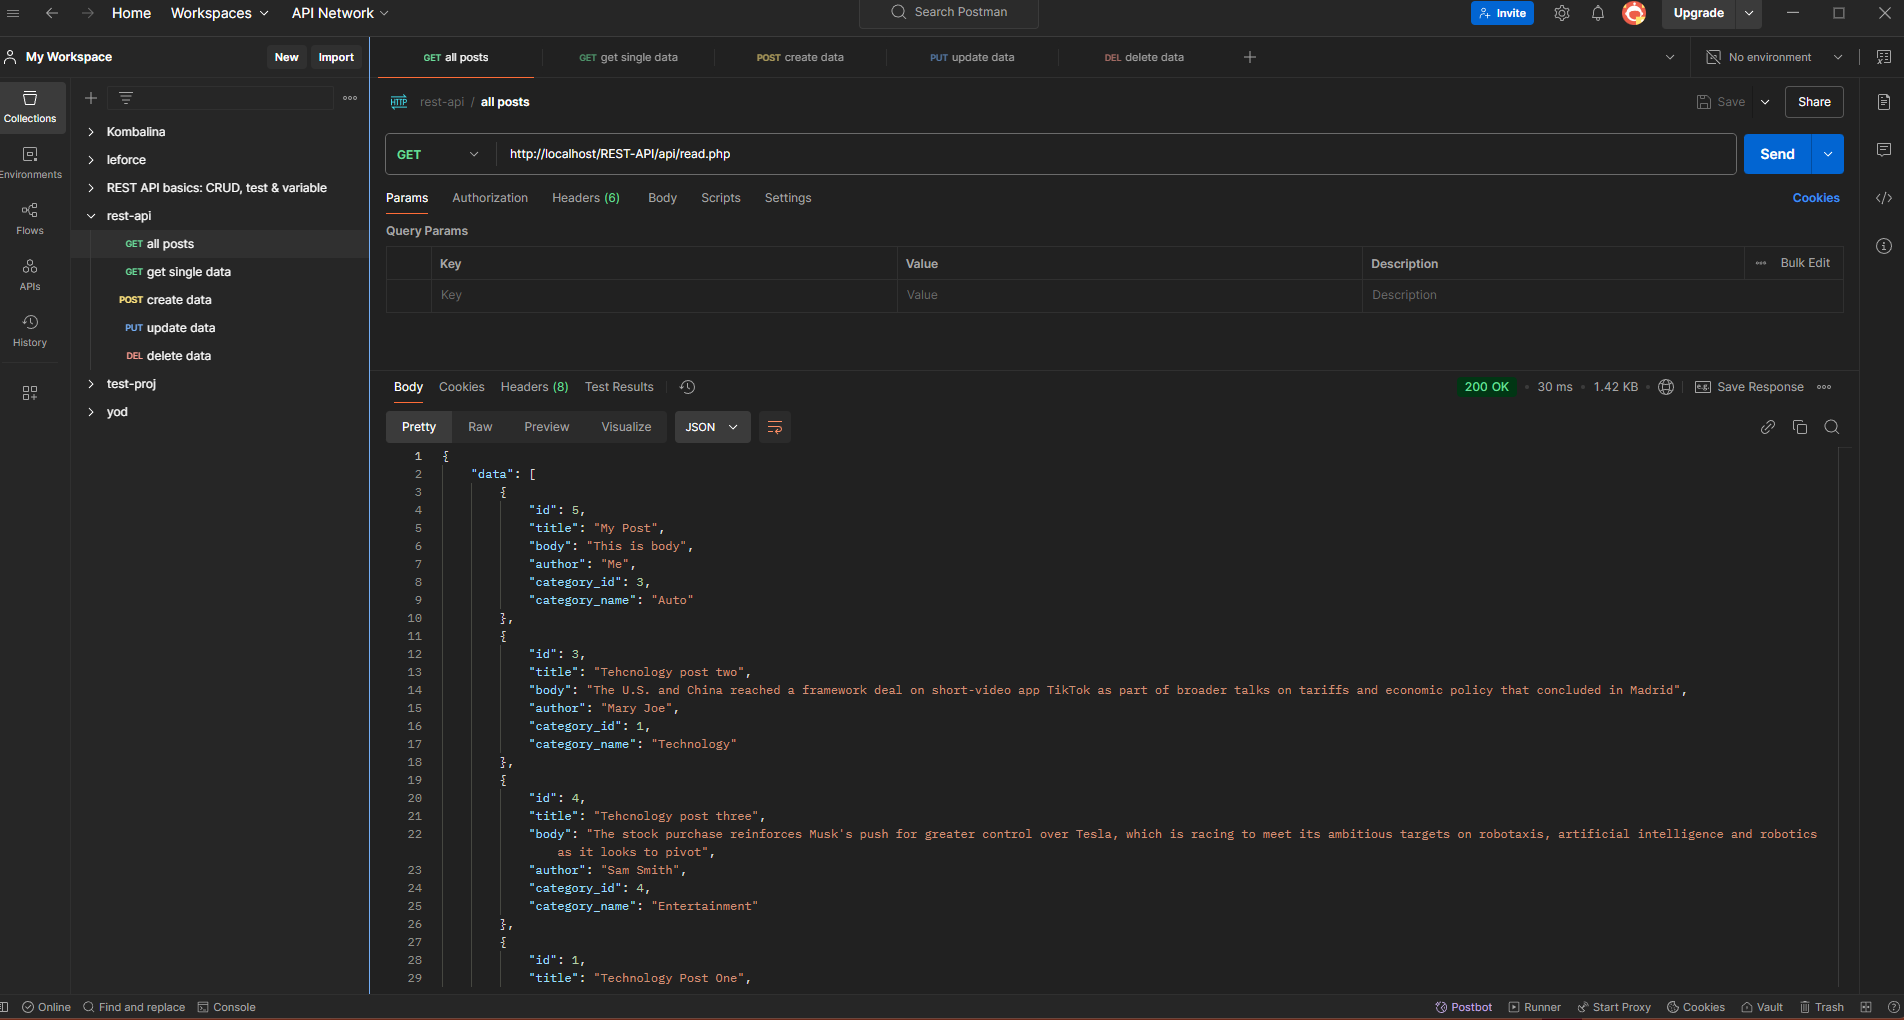 Home Workspaces API Network Search Postman Invite Upgrade
My Workspace New Import GET all posts GET get single data POST create data PUT update data DEL delete data No environment
Collections
Environments
Flows
APIs
History
Kombalina
leforce
REST API basics: CRUD, test & variable
rest-api
GET all posts
GET get single data
POST create data
PUT update data
DEL delete data
test-proj
yod
HTTP rest-api / all posts Save Share
GET http://localhost/REST-API/api/read.php Send
Params Authorization Headers (6) Body Scripts Settings Cookies
Query Params
Key Value Description Bulk Edit
Key Value Description
Body Cookies Headers (8) Test Results 200 OK 30 ms 1.42 KB e.g. Save Response
Pretty Raw Preview Visualize JSON
1 {
2 "data": [
3 {
4 "id": 5,
5 "title": "My Post",
6 "body": "This is body",
7 "author": "Me",
8 "category_id": 3,
9 "category_name": "Auto"
10 },
11 {
12 "id": 3,
13 "title": "Tehcnology post two",
14 "body": "The U.S. and China reached a framework deal on short-video app TikTok as part of broader talks on tariffs and economic policy that concluded in Madrid",
15 "author": "Mary Joe",
16 "category_id": 1,
17 "category_name": "Technology"
18 },
19 {
20 "id": 4,
21 "title": "Tehcnology post three",
22 "body": "The stock purchase reinforces Musk's push for greater control over Tesla, which is racing to meet its ambitious targets on robotaxis, artificial intelligence and robotics
as it looks to pivot",
23 "author": "Sam Smith",
24 "category_id": 4,
25 "category_name": "Entertainment"
26 },
27 {
28 "id": 1,
29 "title": "Technology Post One",
Online Find and replace Console Postbot Runner Start Proxy Cookies Vault Trash